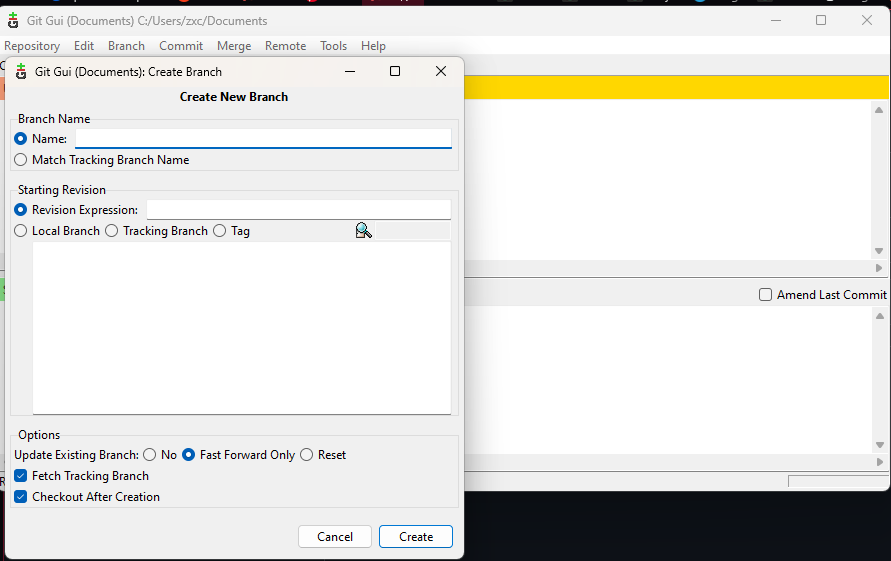 Git Gui (Documents) C:/Users/zxc/Documents
Repository Edit Branch Commit Merge Remote Tools Help
Git Gui (Documents): Create Branch
Create New Branch
Branch Name
Name:
Match Tracking Branch Name
Starting Revision
Revision Expression:
Local Branch Tracking Branch Tag
Amend Last Commit
Options
Update Existing Branch: No Fast Forward Only Reset
Fetch Tracking Branch
Checkout After Creation
Cancel Create